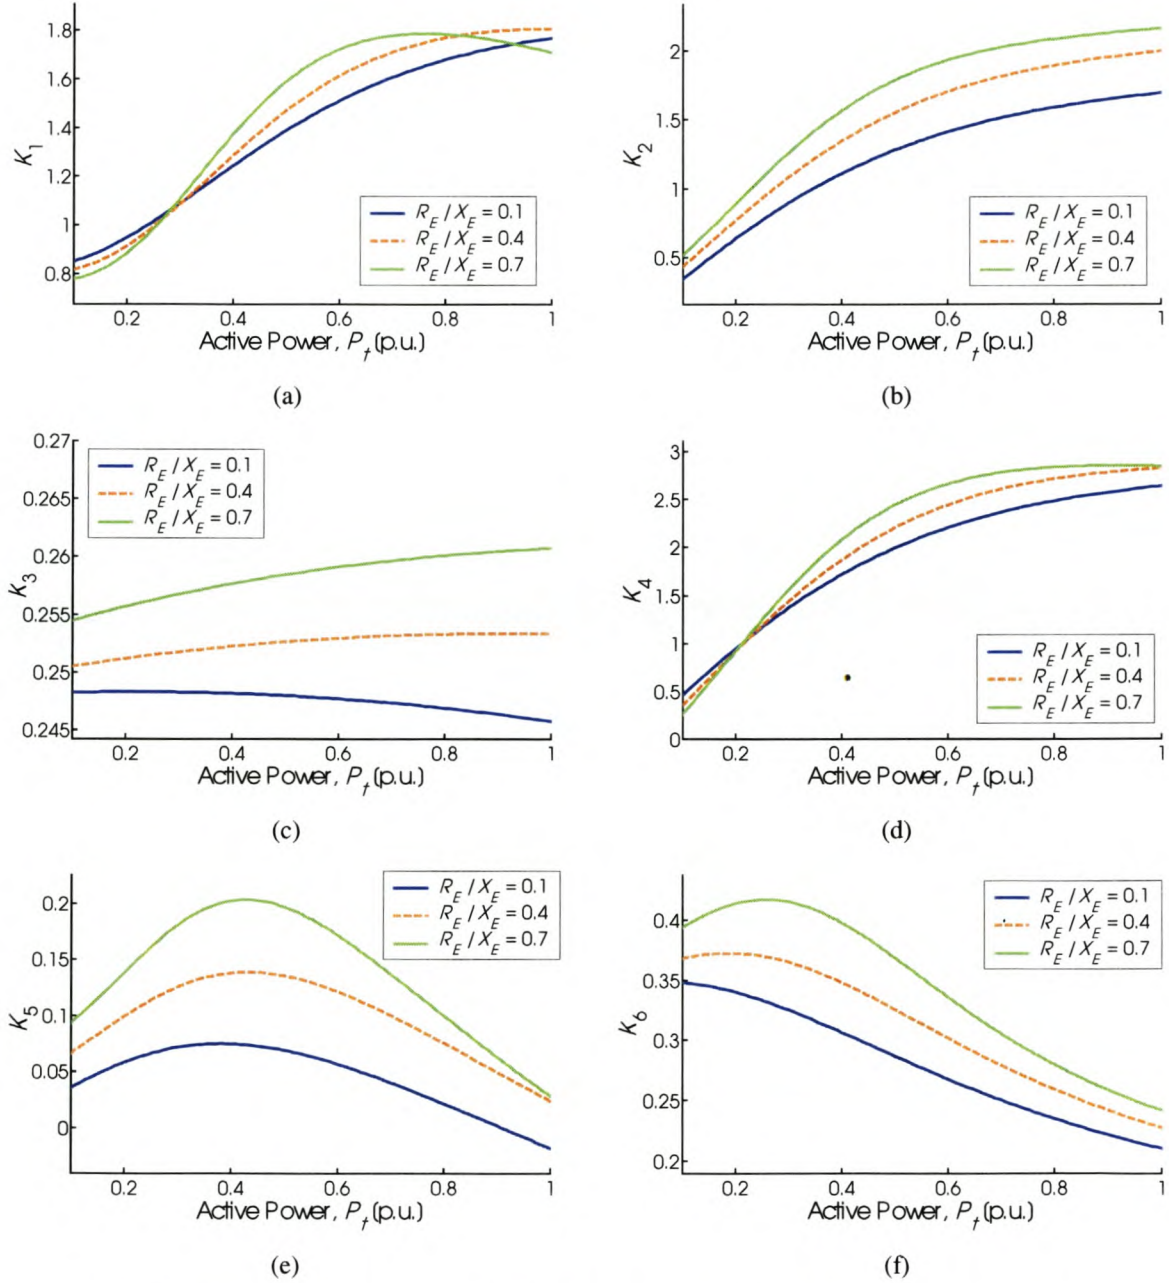 K1
1.8
1.6
1.4
1.2
1
0.8
0.2 0.4 0.6 0.8 1
Active Power, Pt (p.u.)
RE / XE = 0.1
RE / XE = 0.4
RE / XE = 0.7
(a)
K2
2
1.5
1
0.5
0.2 0.4 0.6 0.8 1
Active Power, Pt (p.u.)
RE / XE = 0.1
RE / XE = 0.4
RE / XE = 0.7
(b)
K3
0.27
0.265
0.26
0.255
0.25
0.245
0.2 0.4 0.6 0.8 1
Active Power, Pt (p.u.)
RE / XE = 0.1
RE / XE = 0.4
RE / XE = 0.7
(c)
K4
3
2.5
2
1.5
1
0.5
0
0.2 0.4 0.6 0.8 1
Active Power, Pt (p.u.)
RE / XE = 0.1
RE / XE = 0.4
RE / XE = 0.7
(d)
K5
0.2
0.15
0.1
0.05
0
0.2 0.4 0.6 0.8 1
Active Power, Pt (p.u.)
RE / XE = 0.1
RE / XE = 0.4
RE / XE = 0.7
(e)
K6
0.4
0.35
0.3
0.25
0.2
0.2 0.4 0.6 0.8 1
Active Power, Pt (p.u.)
RE / XE = 0.1
RE / XE = 0.4
RE / XE = 0.7
(f)